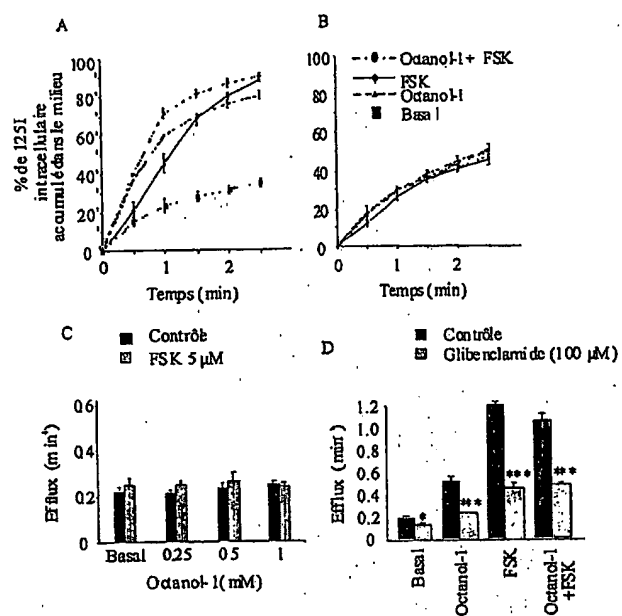 A
B
% de 125I
intracellulaire
accumulé dans le milieu
100
80
60
40
20
0
0 1 2
Temps (min)
100
80
60
40
20
0
0 1 2
Temps (min)
Octanol-1 + FSK
FSK
Octanol-1
Basal
C
Contrôle
FSK 5 µM
Efflux (min
0.6
0.4
0.2
0
Basal 0,25 0 5 1
Octanol-1 (mM)
D
Contrôle
Glibenclamide (100 µM)
Efflux (min
1.2
1.0
0.8
0.6
0.4
0.2
0
*
***
***
***
Basal
Octanol-1
FSK
Octanol-1
+FSK